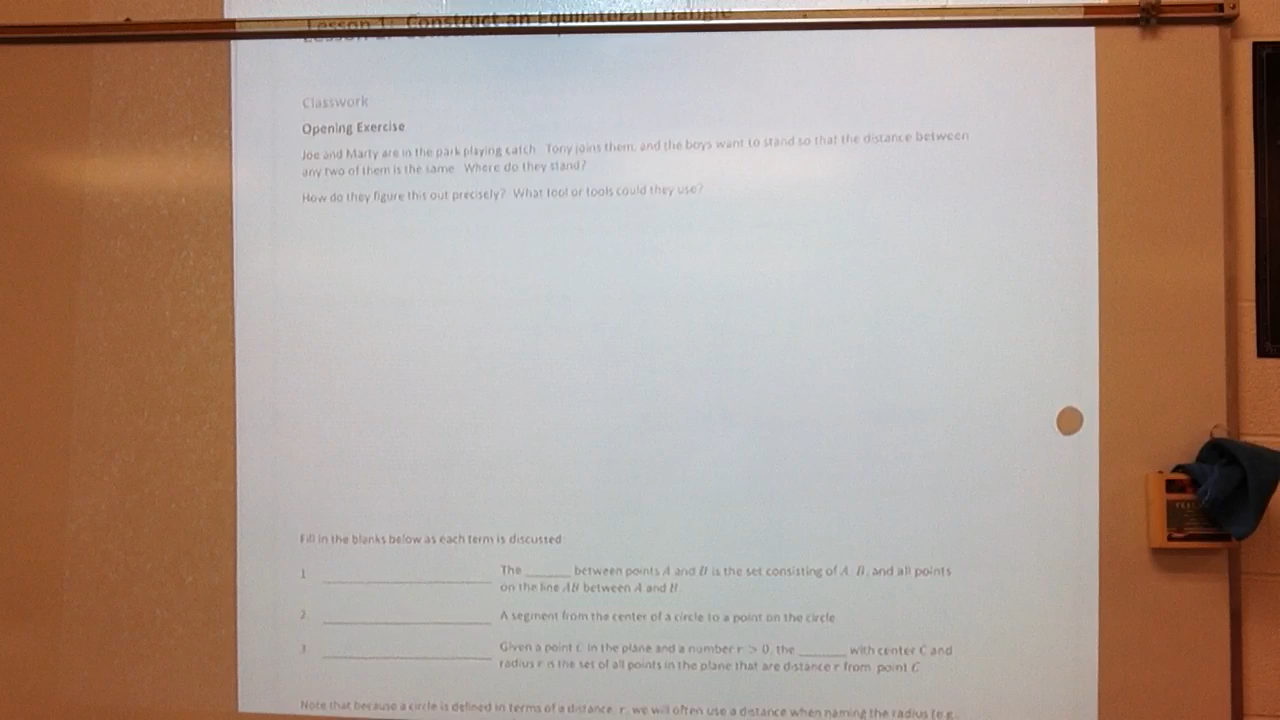 Lesson 1: Construct an Equilateral Triangle
Classwork
Opening Exercise
Joe and Marty are in the park playing catch. Tony joins them, and the boys want to stand so that the distance between
any two of them is the same. Where do they stand?
How do they figure this out precisely? What tool or tools could they use?
Fill in the blanks below as each term is discussed:
1. ____________ The ______ between points A and B is the set consisting of A, B, and all points
on the line AB between A and B.
2. ____________ A segment from the center of a circle to a point on the circle
3. ____________ Given a point C in the plane and a number r > 0, the ______ with center C and
radius r is the set of all points in the plane that are distance r from point C.
Note that because a circle is defined in terms of a distance, r, we will often use a distance when naming the radius (e.g.,